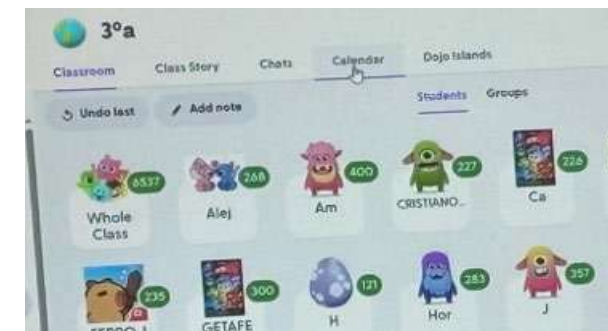 3ºa
Classroom
Class Story
Chats
Calendar
Dojo Islands
Undo last
Add note
Students
Groups
6537
268
400
227
226
Whole
Class
Alej
Am
CRISTIANO...
Ca
235
300
121
283
357
GETAFE
H
Hor
J